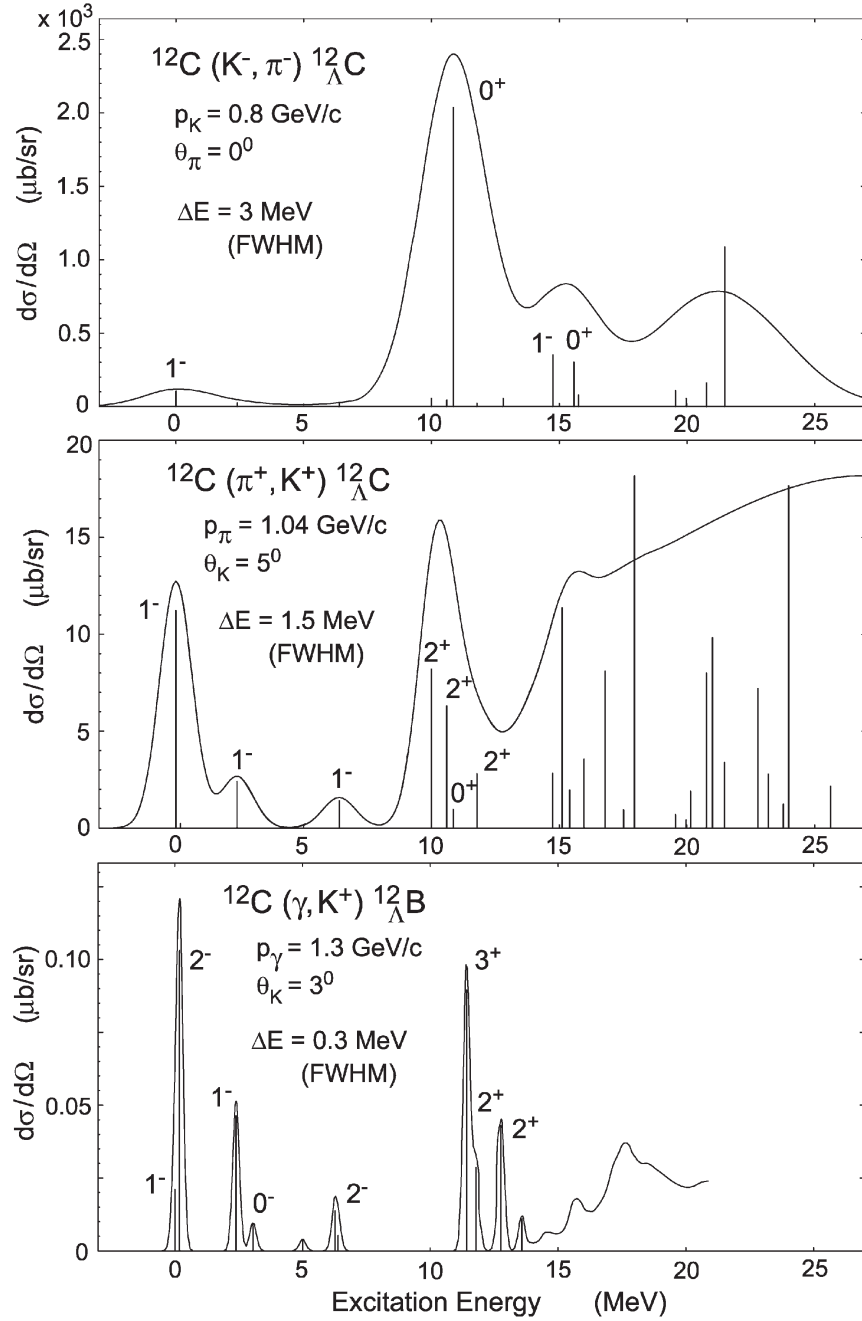 x 10³
¹²C (K⁻, π⁻) ¹²ΛC
p_K = 0.8 GeV/c
θ_π = 0⁰
ΔE = 3 MeV
(FWHM)
dσ/dΩ (μb/sr)
2.5
2.0
1.5
1.0
0.5
0
1⁻
0⁺
1⁻ 0⁺
0 5 10 15 20 25
¹²C (π⁺, K⁺) ¹²ΛC
p_π = 1.04 GeV/c
θ_K = 5⁰
ΔE = 1.5 MeV
(FWHM)
dσ/dΩ (μb/sr)
20
15
10
5
0
1⁻
1⁻
1⁻
2⁺
2⁺
0⁺
2⁺
0 5 10 15 20 25
¹²C (γ, K⁺) ¹²ΛB
p_γ = 1.3 GeV/c
θ_K = 3⁰
ΔE = 0.3 MeV
(FWHM)
dσ/dΩ (μb/sr)
0.10
0.05
0
1⁻
2⁻
1⁻
0⁻
2⁻
3⁺
2⁺
2⁺
0 5 10 15 20 25
Excitation Energy (MeV)